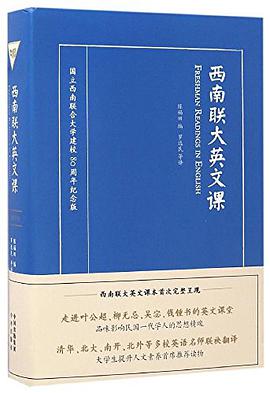 西南联大英文课
FRESHMAN READINGS IN ENGLISH
陈福田 编 罗选民 等译
国立西南联合大学建校80周年纪念版
西南联大英文课本首次完整呈现
走进叶公超、柳无忌、吴宓、钱锺书的英文课堂
品味影响民国一代学人的思想精魂
清华、北大、南开、北外等多校英语名师联袂翻译
大学生提升人文素养首席推荐读物
西南联大英文课